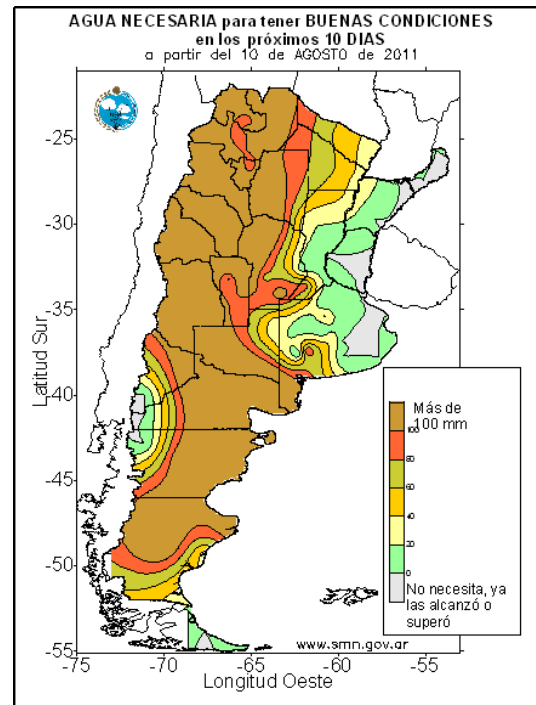 AGUA NECESARIA para tener BUENAS CONDICIONES
en los próximos 10 DIAS
a partir del 10 de AGOSTO de 2011
-25
-30
-35
-40
-45
-50
-55
Latitud Sur
-75
-70
-65
-60
-55
Longitud Oeste
www.smn.gov.ar
Más de
100 mm
100
80
60
40
20
0
No necesita, ya
las alcanzó o
superó